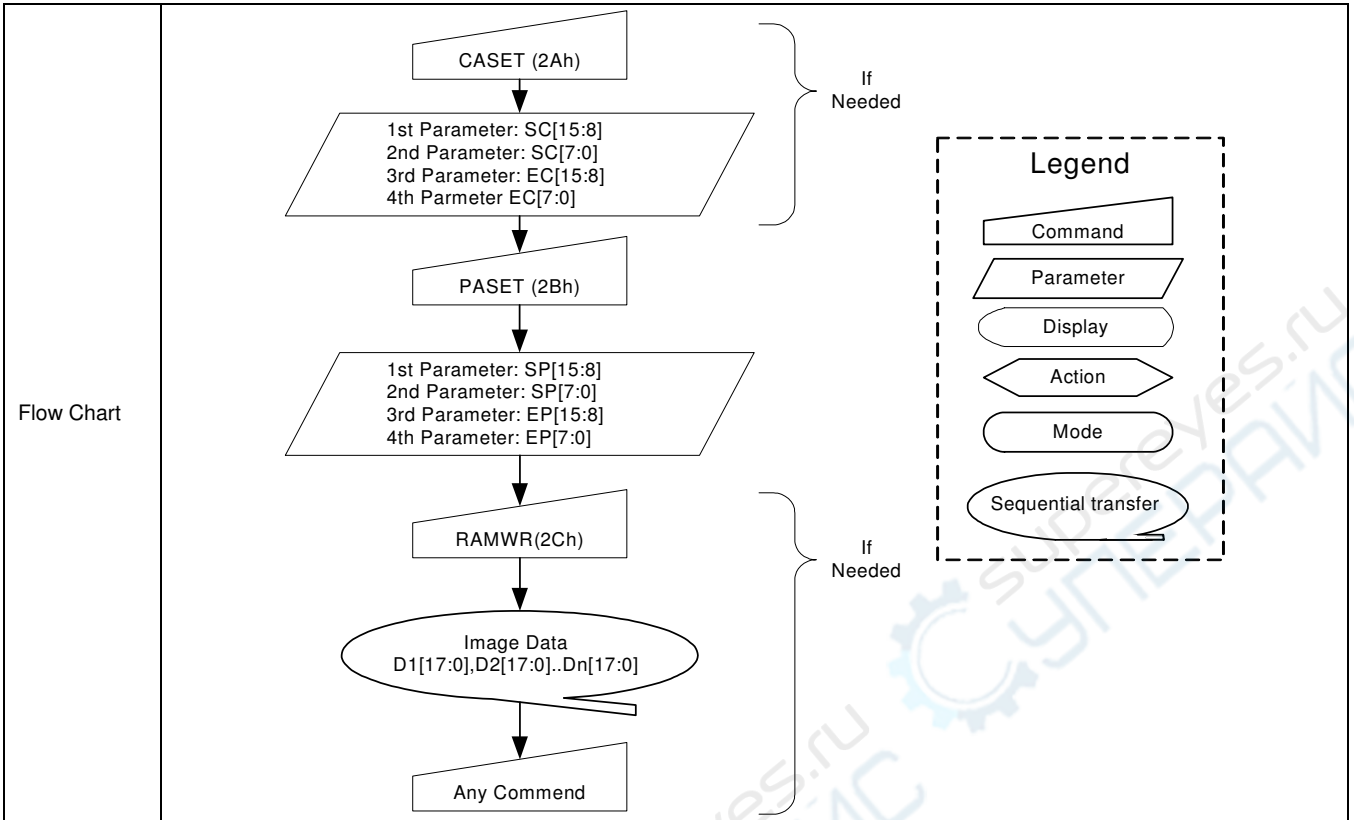 Flow Chart
CASET (2Ah)
If
Needed
1st Parameter: SC[15:8]
2nd Parameter: SC[7:0]
3rd Parameter: EC[15:8]
4th Parmeter EC[7:0]
PASET (2Bh)
1st Parameter: SP[15:8]
2nd Parameter: SP[7:0]
3rd Parameter: EP[15:8]
4th Parameter: EP[7:0]
RAMWR(2Ch)
If
Needed
Image Data
D1[17:0],D2[17:0]..Dn[17:0]
Any Commend
Legend
Command
Parameter
Display
Action
Mode
Sequential transfer
supereyes.ru